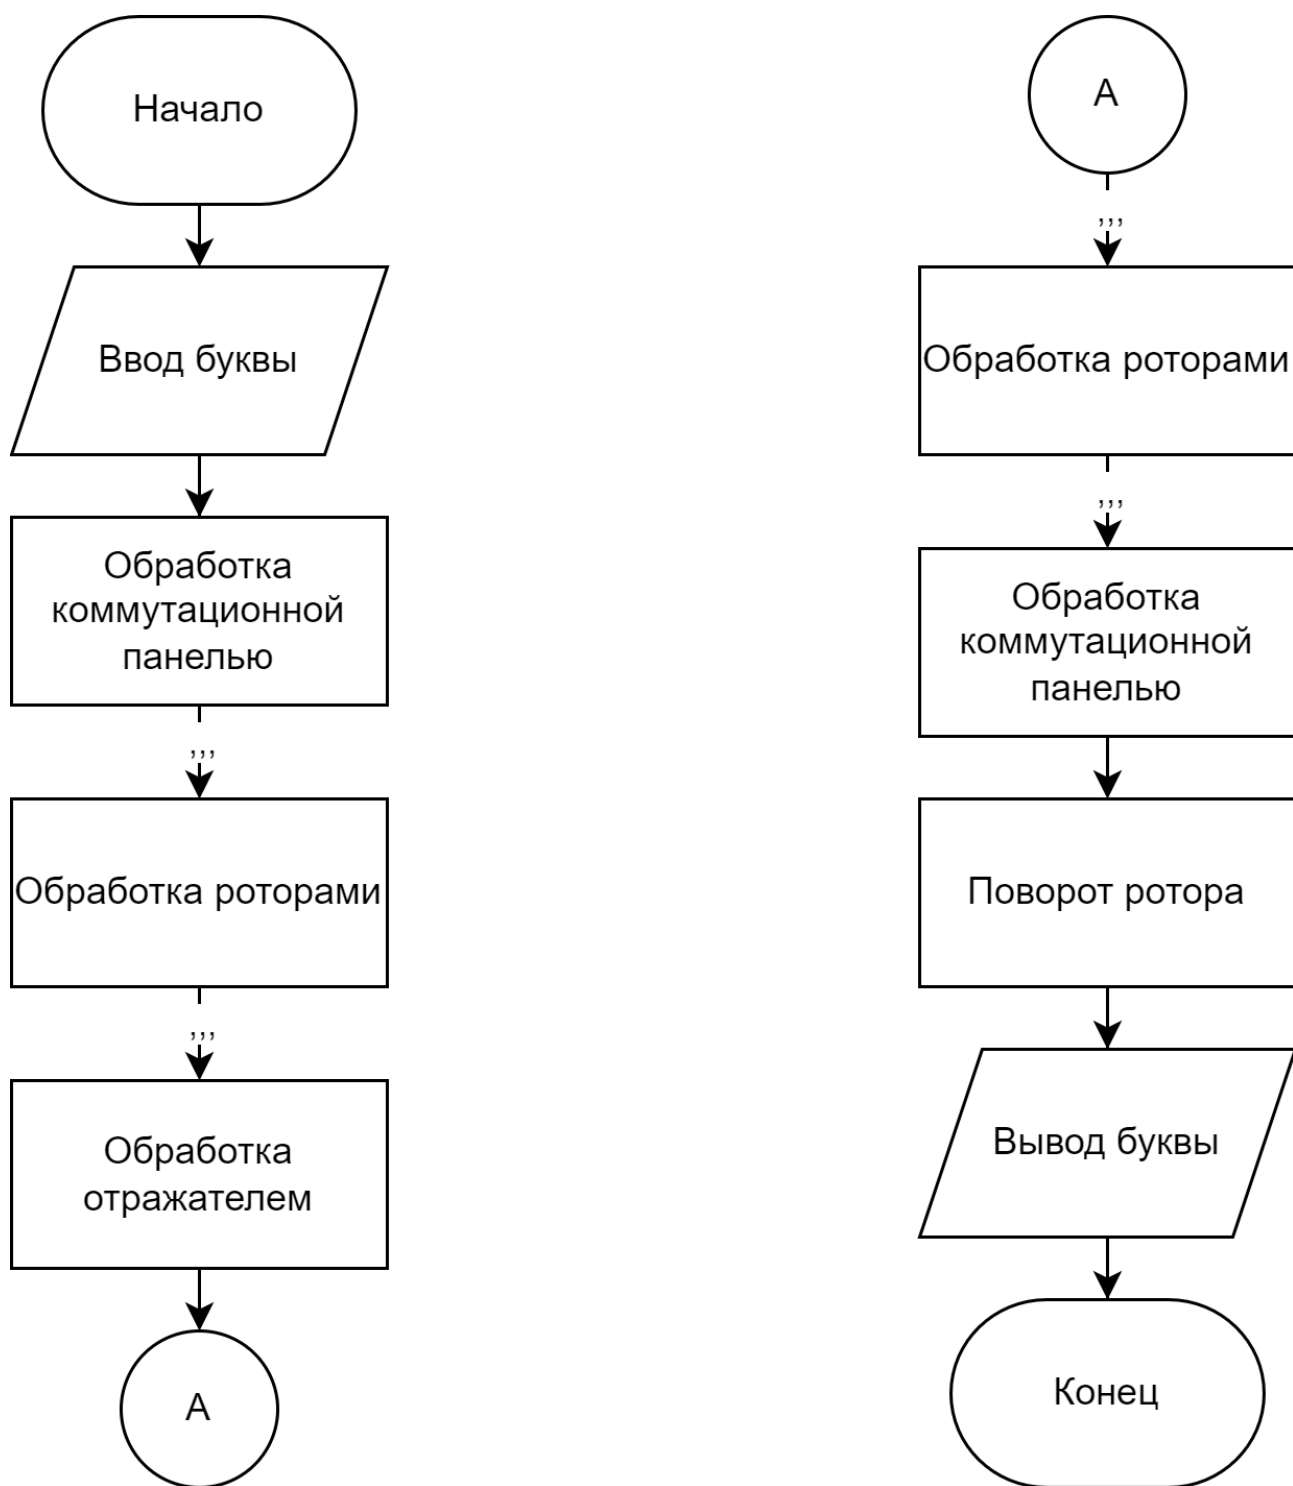 Начало
Ввод буквы
Обработка
коммутационной
панелью
,,,
Обработка роторами
,,,
Обработка
отражателем
А
А
,,,
Обработка роторами
,,,
Обработка
коммутационной
панелью
Поворот ротора
Вывод буквы
Конец